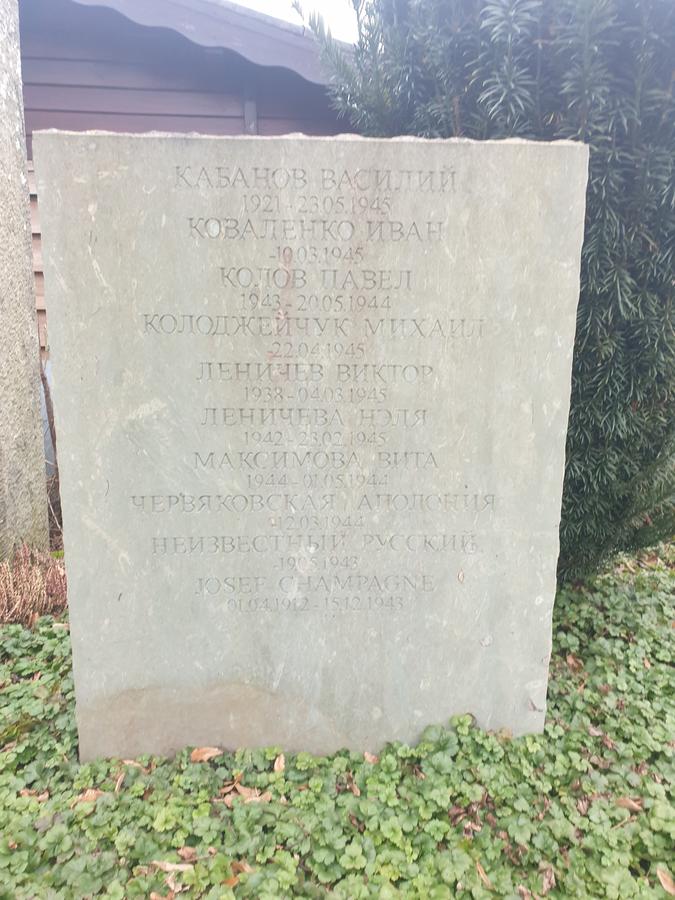 КАБАНОВ ВАСИЛИЙ
1921 - 23.05.1945
КОВАЛЕНКО ИВАН
-10.03.1945
КОЛОВ ПАВЕЛ
1943 - 20.05.1944
КОЛОДЖЕЙЧУК МИХАИЛ
- 22.04.1945
ЛЕНИЧЕВ ВИКТОР
1938 - 04.03.1945
ЛЕНИЧЕВА НЭЛЯ
1942 - 23.02.1945
МАКСИМОВА ВИТА
1944 - 01.05.1944
ЧЕРВЯКОВСКАЯ АПОЛОНИЯ
- 12.03.1944
НЕИЗВЕСТНЫЙ РУССКИЙ
-19.05.1943
JOSEF CHAMPAGNE
01.04.1912 - 15.12.1943